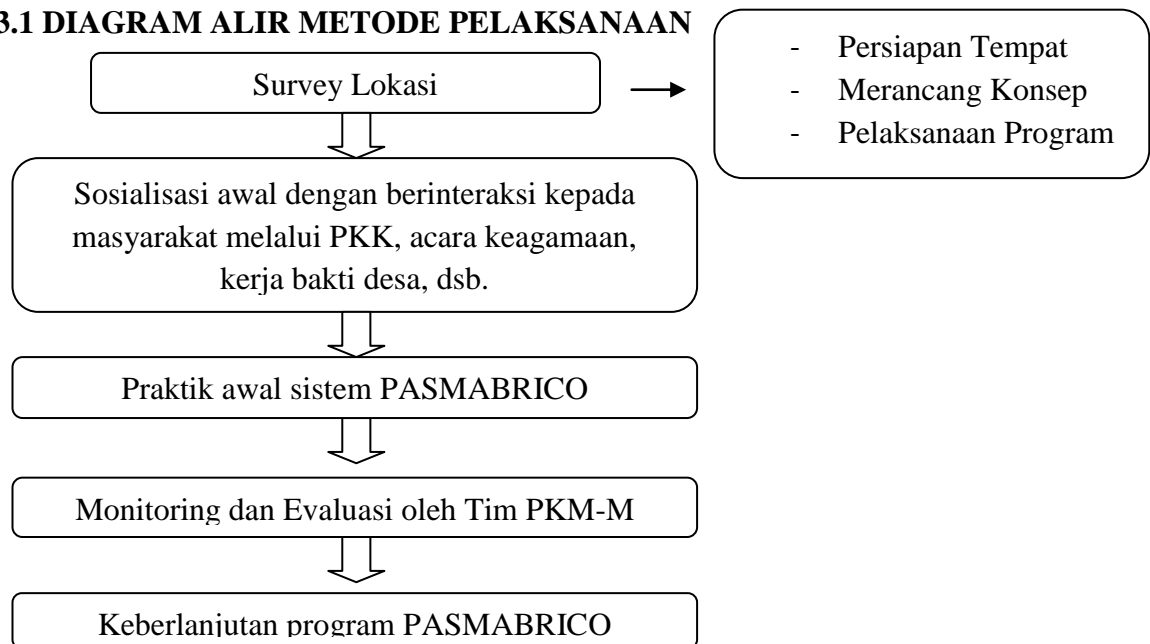 3.1 DIAGRAM ALIR METODE PELAKSANAAN
Survey Lokasi
- Persiapan Tempat
- Merancang Konsep
- Pelaksanaan Program
Sosialisasi awal dengan berinteraksi kepada
masyarakat melalui PKK, acara keagamaan,
kerja bakti desa, dsb.
Praktik awal sistem PASMABRICO
Monitoring dan Evaluasi oleh Tim PKM-M
Keberlanjutan program PASMABRICO